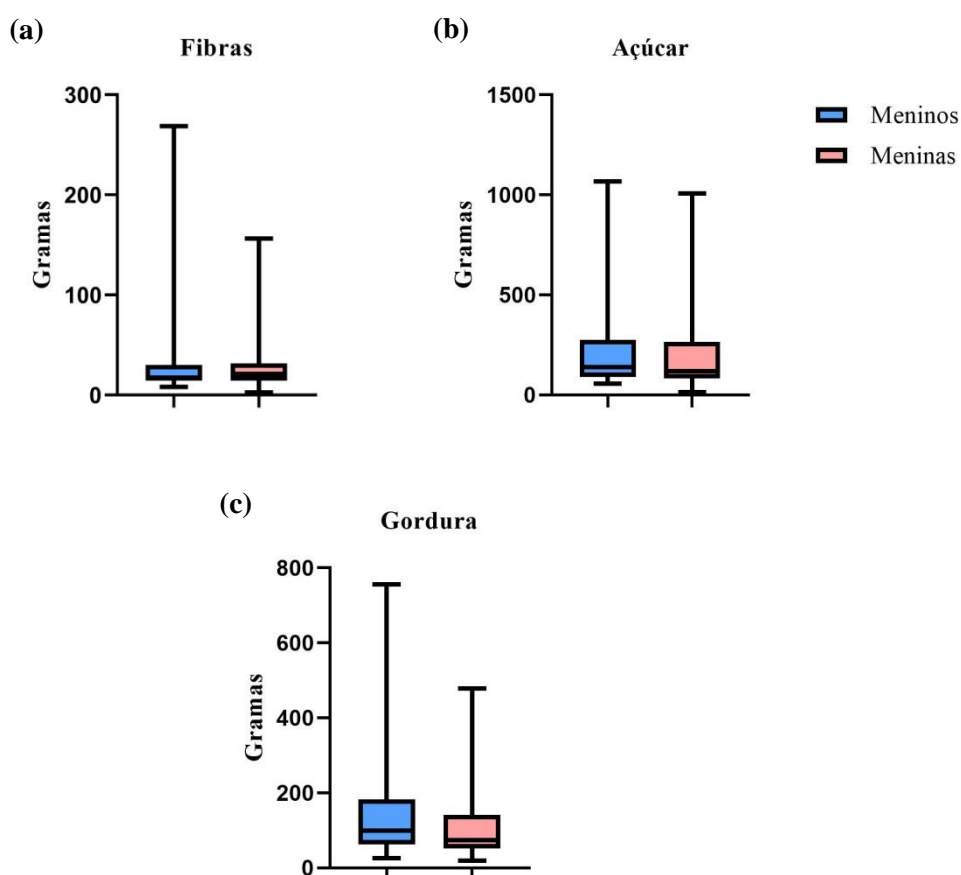 (a)
Fibras
300
200
100
0
Gramas
(b)
Açúcar
1500
1000
500
0
Gramas
Meninos
Meninas
(c)
Gordura
800
600
400
200
0
Gramas